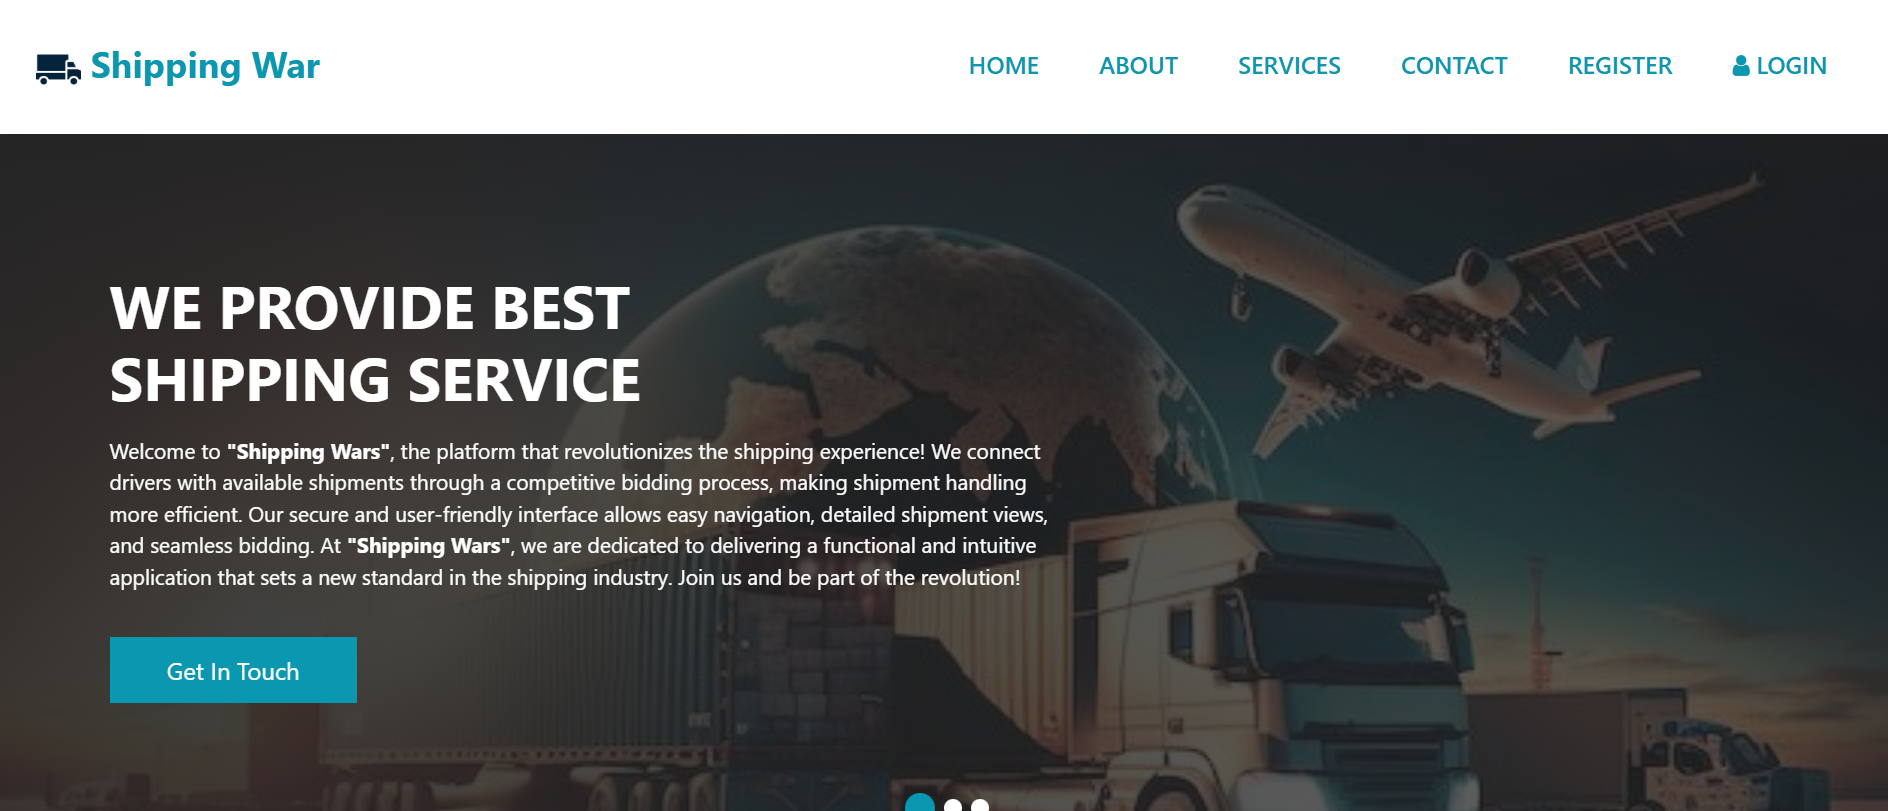 Shipping War
HOME
ABOUT
SERVICES
CONTACT
REGISTER
LOGIN
WE PROVIDE BEST
SHIPPING SERVICE
Welcome to "Shipping Wars", the platform that revolutionizes the shipping experience! We connect
drivers with available shipments through a competitive bidding process, making shipment handling
more efficient. Our secure and user-friendly interface allows easy navigation, detailed shipment views,
and seamless bidding. At "Shipping Wars", we are dedicated to delivering a functional and intuitive
application that sets a new standard in the shipping industry. Join us and be part of the revolution!
Get In Touch